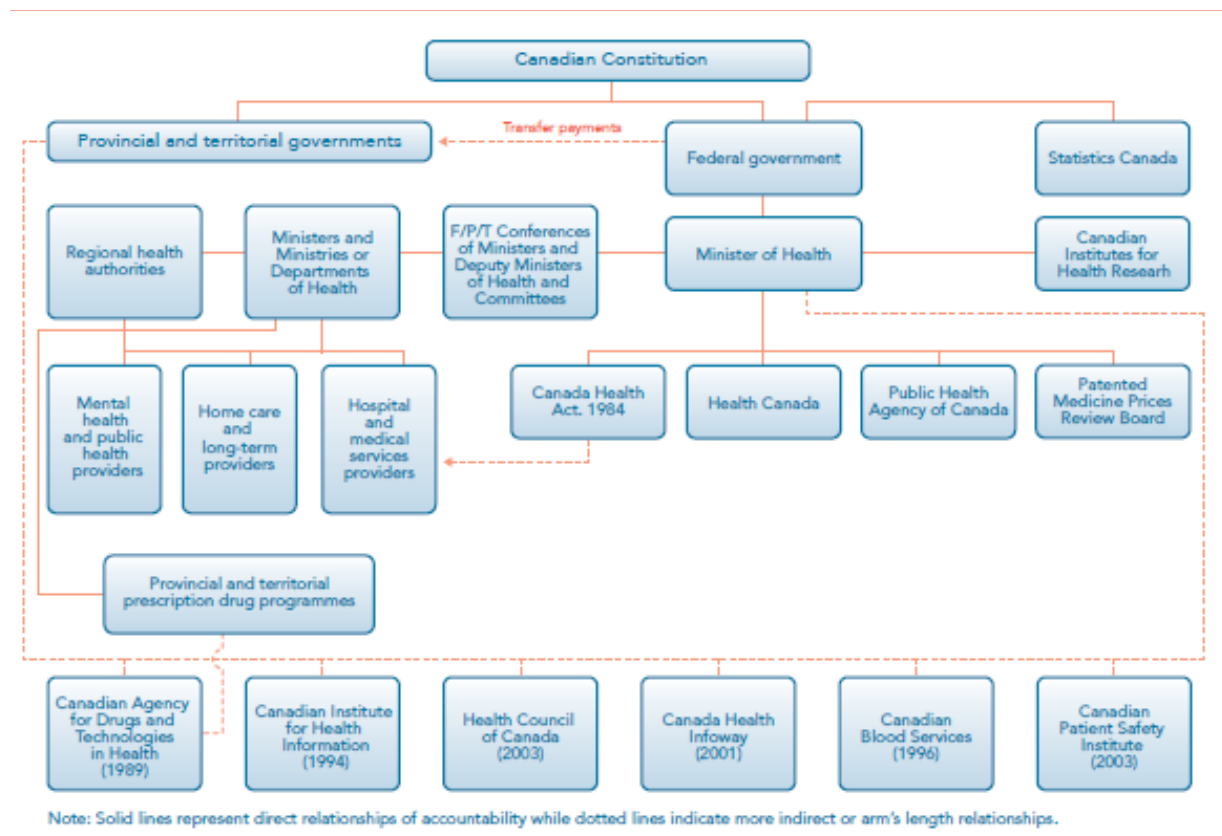 Canadian Constitution
Provincial and territorial governments
Transfer payments
Federal government
Statistics Canada
Regional health
authorities
Ministers and
Ministries or
Departments
of Health
F/P/T Conferences
of Ministers and
Deputy Ministers
of Health and
Committees
Minister of Health
Canadian
Institutes for
Health Researh
Mental
health
and public
health
providers
Home care
and
long-term
providers
Hospital
and
medical
services
providers
Canada Health
Act. 1984
Health Canada
Public Health
Agency of Canada
Patented
Medicine Prices
Review Board
Provincial and territorial
prescription drug programmes
Canadian Agency
for Drugs and
Technologies
in Health
(1989)
Canadian Institute
for Health
Information
(1994)
Health Council
of Canada
(2003)
Canada Health
Infoway
(2001)
Canadian
Blood Services
(1996)
Canadian
Patient Safety
Institute
(2003)
Note: Solid lines represent direct relationships of accountability while dotted lines indicate more indirect or arm's length relationships.